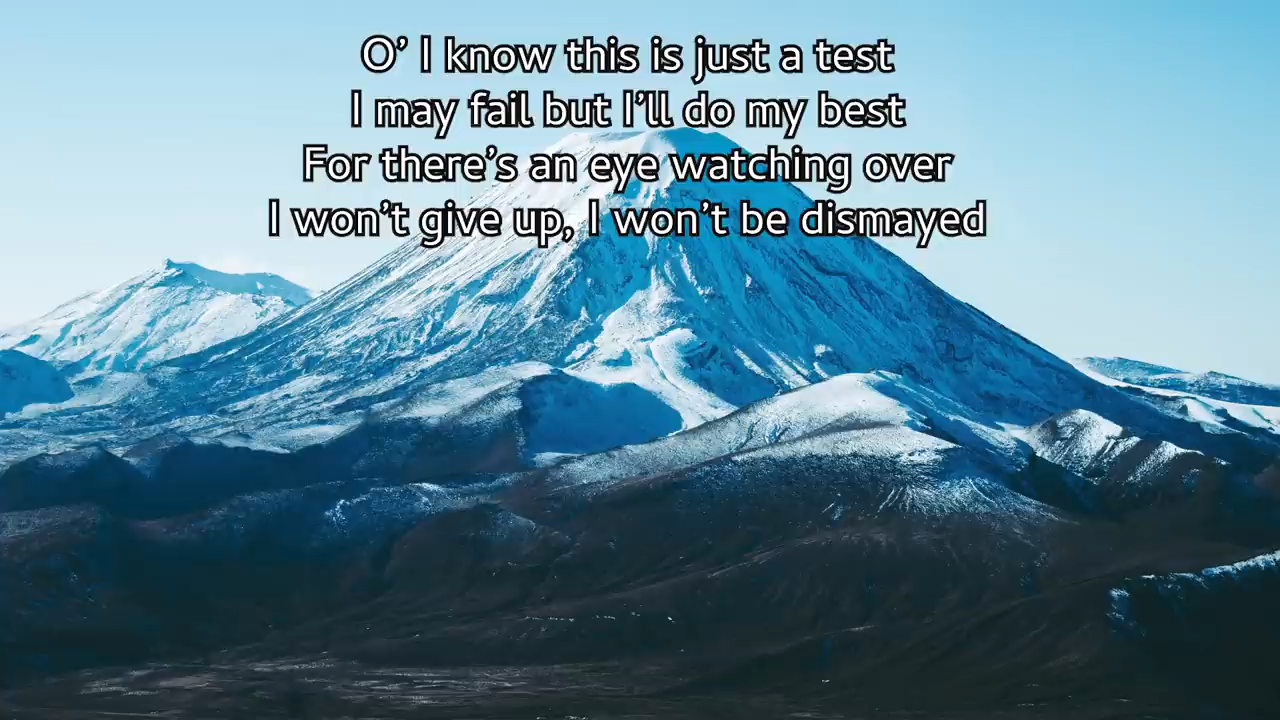 O’ I know this is just a test
I may fail but I’ll do my best
For there’s an eye watching over
I won’t give up, I won’t be dismayed